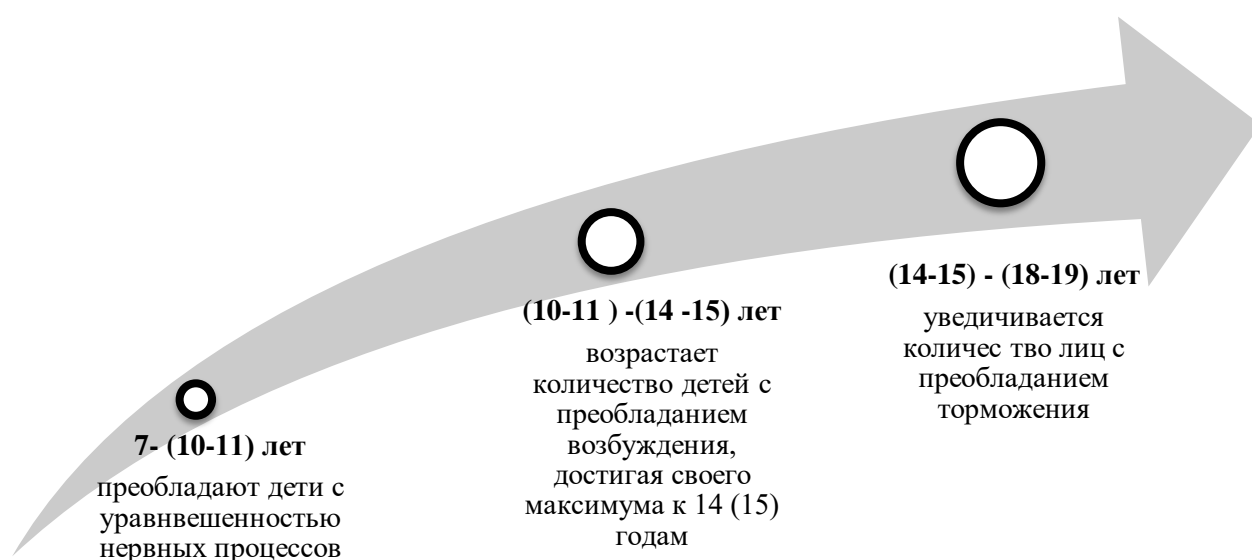 7- (10-11) лет
преобладают дети с
уравнвешенностью
нервных процессов
(10-11 ) -(14 -15) лет
возрастает
количество детей с
преобладанием
возбуждения,
достигая своего
максимума к 14 (15)
годам
(14-15) - (18-19) лет
уведичивается
количес тво лиц с
преобладанием
торможения